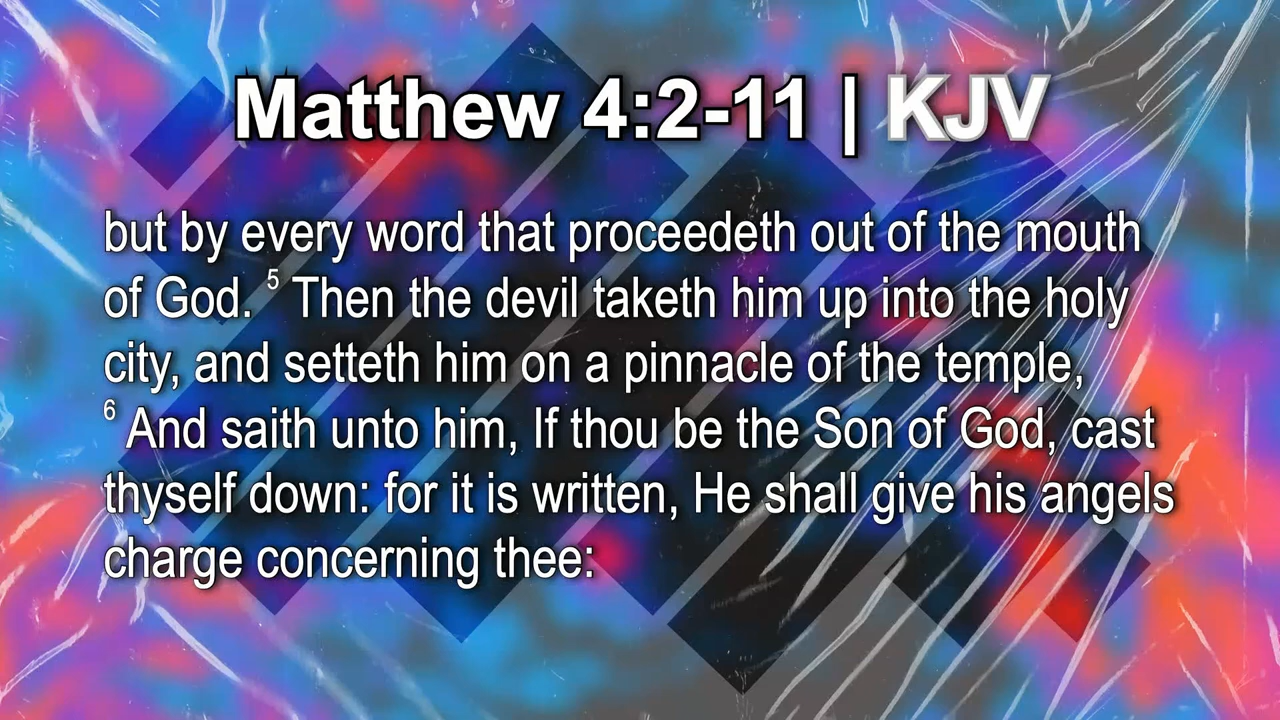 Matthew 4:2-11 | KJV
but by every word that proceedeth out of the mouth
of God. 5 Then the devil taketh him up into the holy
city, and setteth him on a pinnacle of the temple,
6 And saith unto him, If thou be the Son of God, cast
thyself down: for it is written, He shall give his angels
charge concerning thee: